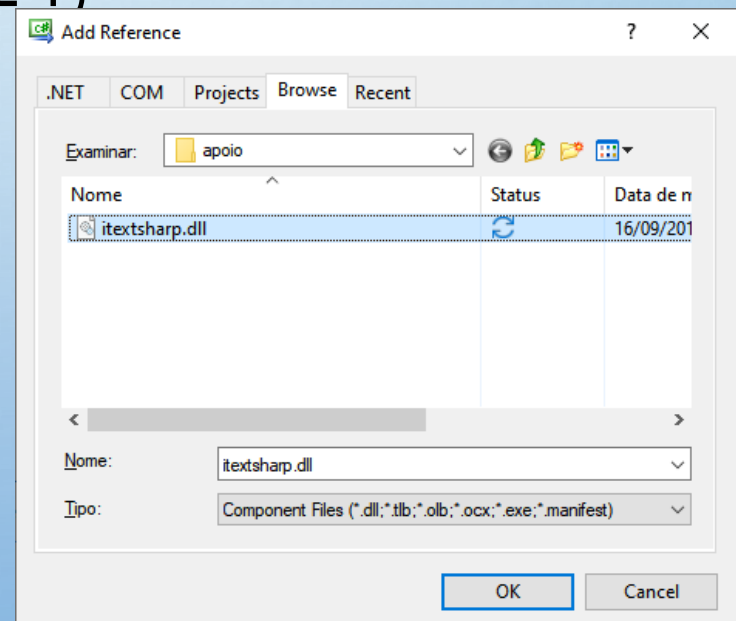 Add Reference ? ×
.NET COM Projects Browse Recent
Examinar: apoio
Nome Status Data de m
itextsharp.dll 16/09/201
Nome: itextsharp.dll
Tipo: Component Files (*.dll;*.tlb;*.olb;*.ocx;*.exe;*.manifest)
OK Cancel